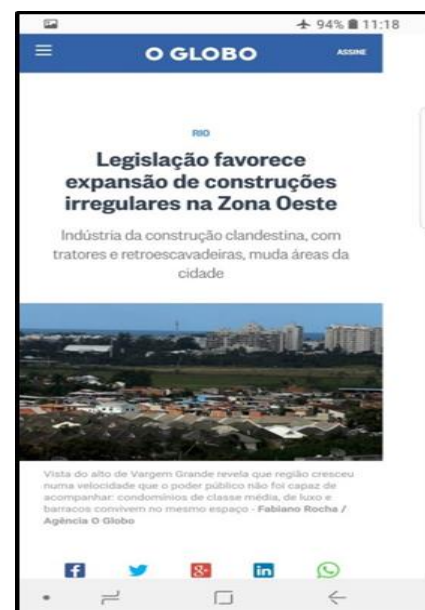 94% 11:18
O GLOBO
ASSINE
RIO
Legislação favorece
expansão de construções
irregulares na Zona Oeste
Indústria da construção clandestina, com
tratores e retroescavadeiras, muda áreas da
cidade
Vista do alto de Vargem Grande revela que região cresceu
numa velocidade que o poder público não foi capaz de
acompanhar: condomínios de classe média, de luxo e
barracos convivem no mesmo espaço - Fabiano Rocha /
Agência O Globo